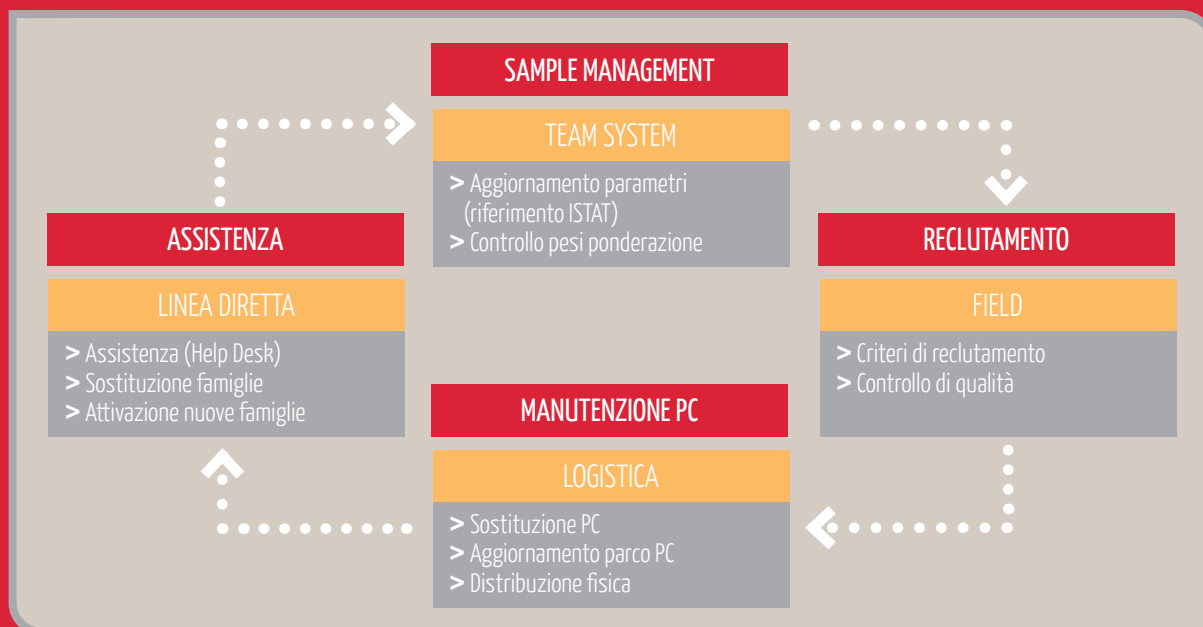 SAMPLE MANAGEMENT
TEAM SYSTEM
> Aggiornamento parametri
(riferimento ISTAT)
> Controllo pesi ponderazione
ASSISTENZA
LINEA DIRETTA
> Assistenza (Help Desk)
> Sostituzione famiglie
> Attivazione nuove famiglie
RECLUTAMENTO
FIELD
> Criteri di reclutamento
> Controllo di qualità
MANUTENZIONE PC
LOGISTICA
> Sostituzione PC
> Aggiornamento parco PC
> Distribuzione fisica